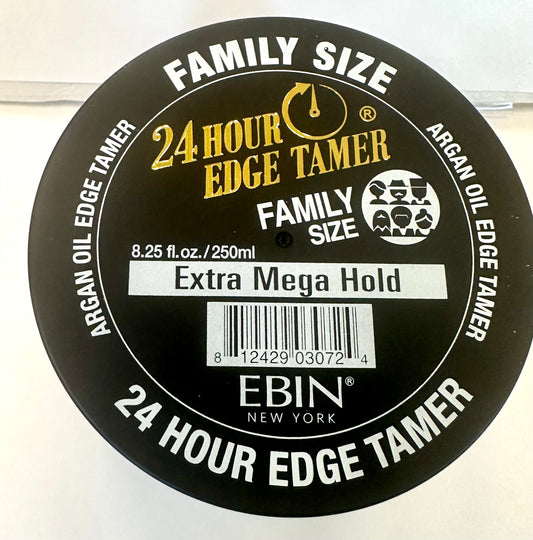 FAMILY SIZE
ARGAN OIL EDGE TAMER
ARGAN OIL EDGE TAMER
24 HOUR ®
EDGE TAMER
FAMILY
SIZE
8.25 fl.oz./250ml
Extra Mega Hold
8 12429 03072 4
EBIN®
NEW YORK
24 HOUR EDGE TAMER